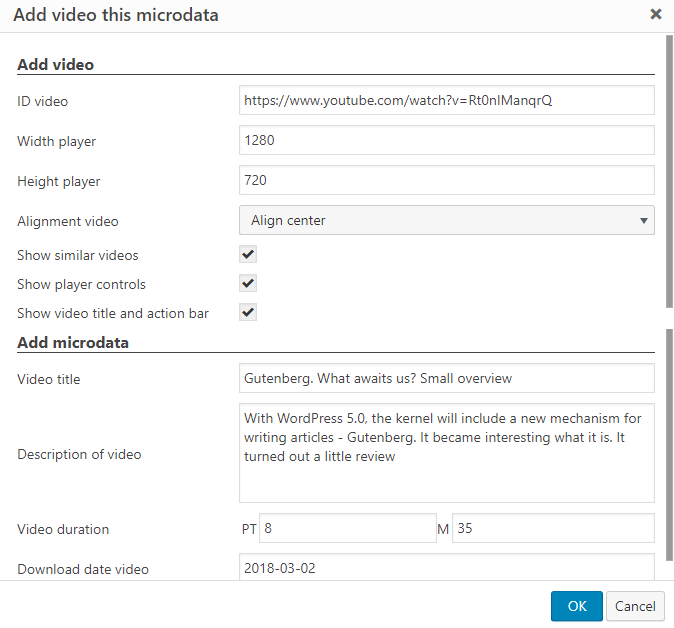 Add video this microdata
Add video
ID video https://www.youtube.com/watch?v=Rt0nIManqrQ
Width player 1280
Height player 720
Alignment video Align center
Show similar videos
Show player controls
Show video title and action bar
Add microdata
Video title Gutenberg. What awaits us? Small overview
With WordPress 5.0, the kernel will include a new mechanism for
writing articles - Gutenberg. It became interesting what it is. It
Description of video
turned out a little review
Video duration PT 8 M 35
Download date video 2018-03-02
OK Cancel